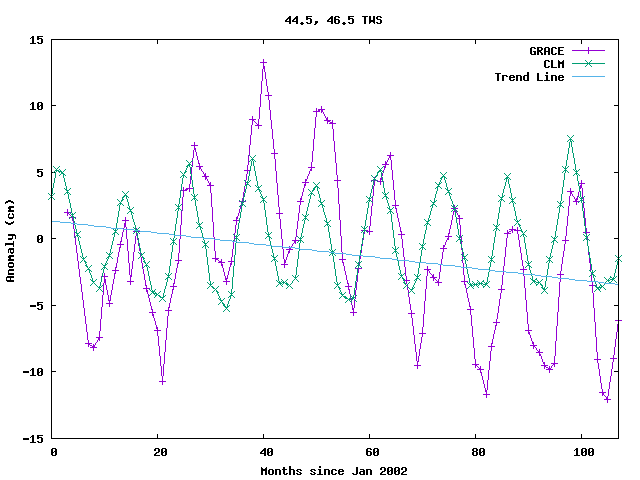 44.5, 46.5 TWS
GRACE
CLM
Trend Line
15
10
5
0
-5
-10
-15
Anomaly (cm)
0 20 40 60 80 100
Months since Jan 2002